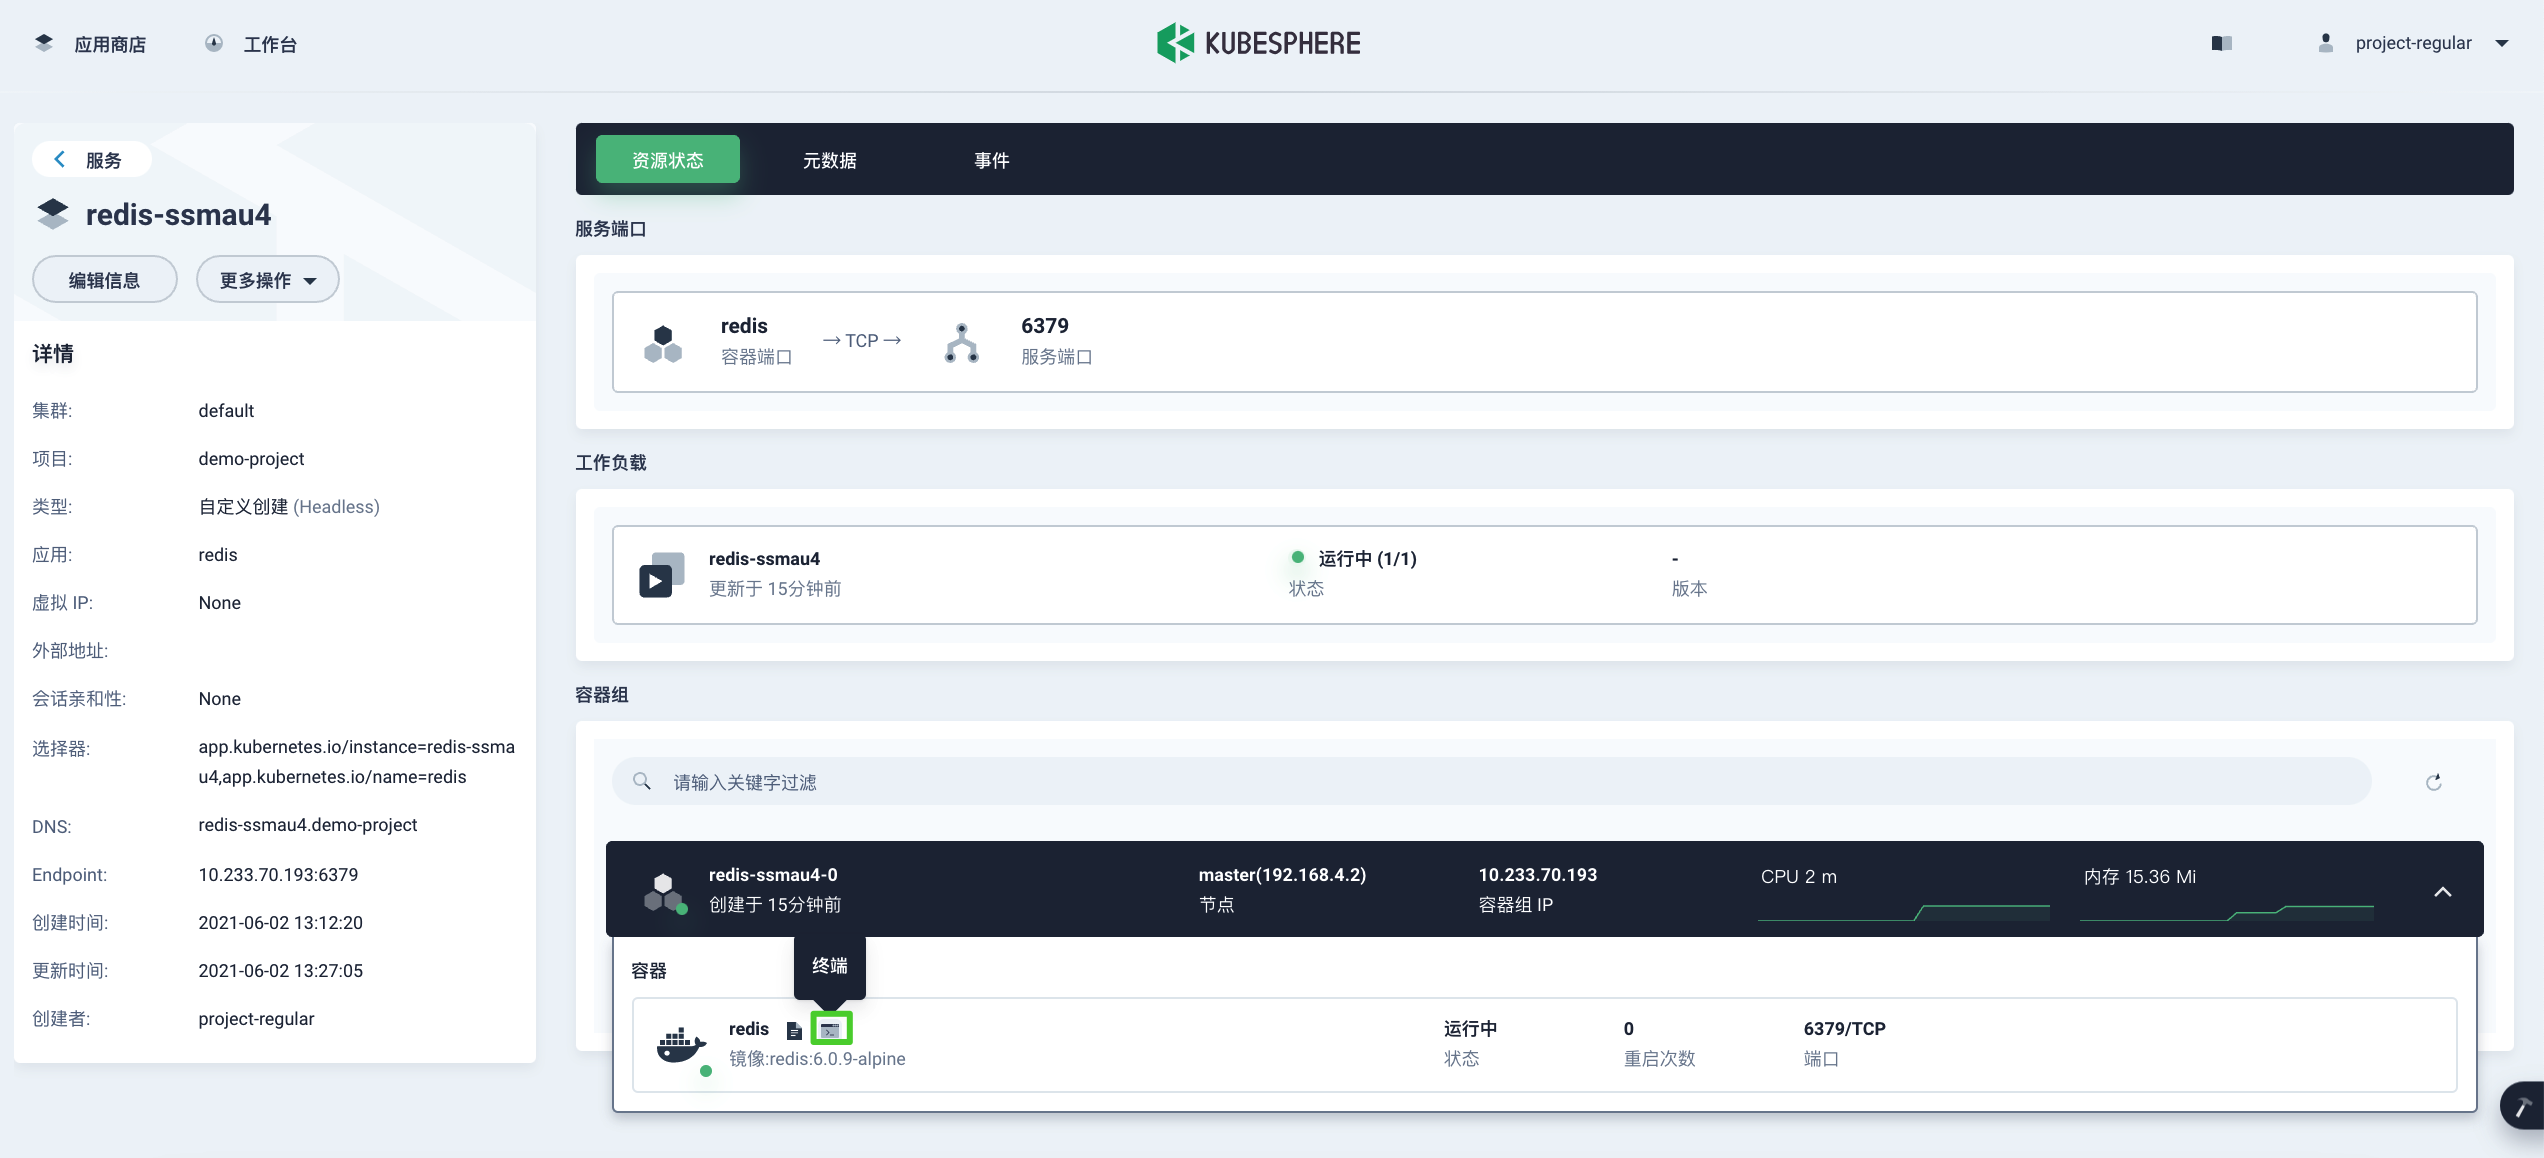 应用商店
工作台
KUBESPHERE
project-regular
服务
redis-ssmau4
编辑信息
更多操作
详情
集群:
default
项目:
demo-project
类型:
自定义创建 (Headless)
应用:
redis
虚拟 IP:
None
外部地址:
会话亲和性:
None
选择器:
app.kubernetes.io/instance=redis-ssma
u4,app.kubernetes.io/name=redis
DNS:
redis-ssmau4.demo-project
Endpoint:
10.233.70.193:6379
创建时间:
2021-06-02 13:12:20
更新时间:
2021-06-02 13:27:05
创建者:
project-regular
资源状态
元数据
事件
服务端口
redis
容器端口
→ TCP →
6379
服务端口
工作负载
redis-ssmau4
更新于 15分钟前
运行中 (1/1)
状态
-
版本
容器组
请输入关键字过滤
redis-ssmau4-0
创建于 15分钟前
master(192.168.4.2)
节点
10.233.70.193
容器组 IP
CPU 2 m
内存 15.36 Mi
容器
终端
redis
镜像:redis:6.0.9-alpine
运行中
状态
0
重启次数
6379/TCP
端口